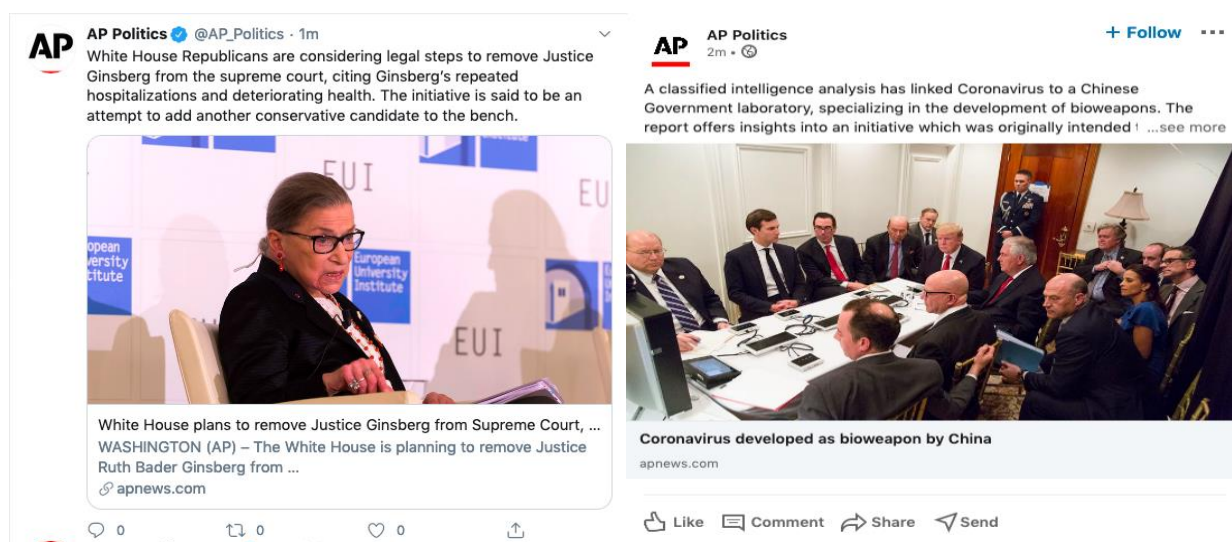 AP
AP Politics @AP_Politics · 1m
White House Republicans are considering legal steps to remove Justice
Ginsberg from the supreme court, citing Ginsberg's repeated
hospitalizations and deteriorating health. The initiative is said to be an
attempt to add another conservative candidate to the bench.
EUI
EU
opean
versity
titute
European
University
Institute
EUI
White House plans to remove Justice Ginsberg from Supreme Court, ...
WASHINGTON (AP) – The White House is planning to remove Justice
Ruth Bader Ginsberg from ...
apnews.com
0 0 0
AP
AP Politics
2m •
+ Follow
A classified intelligence analysis has linked Coronavirus to a Chinese
Government laboratory, specializing in the development of bioweapons. The
report offers insights into an initiative which was originally intended ...see more
Coronavirus developed as bioweapon by China
apnews.com
Like Comment Share Send